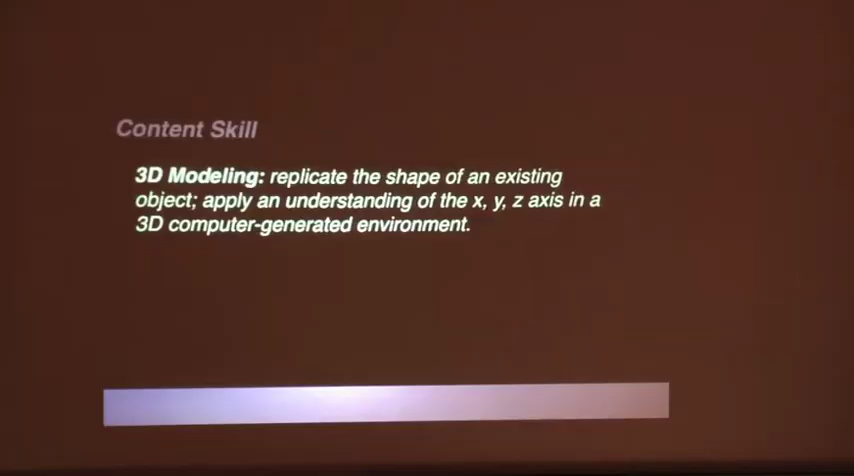 Content Skill
3D Modeling: replicate the shape of an existing
object; apply an understanding of the x, y, z axis in a
3D computer-generated environment.